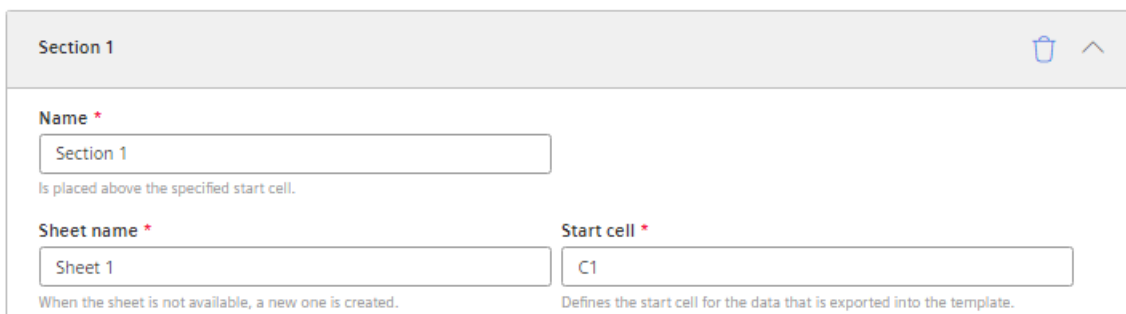 Section 1
Name *
Section 1
Is placed above the specified start cell.
Sheet name * Start cell *
Sheet 1 C1
When the sheet is not available, a new one is created. Defines the start cell for the data that is exported into the template.